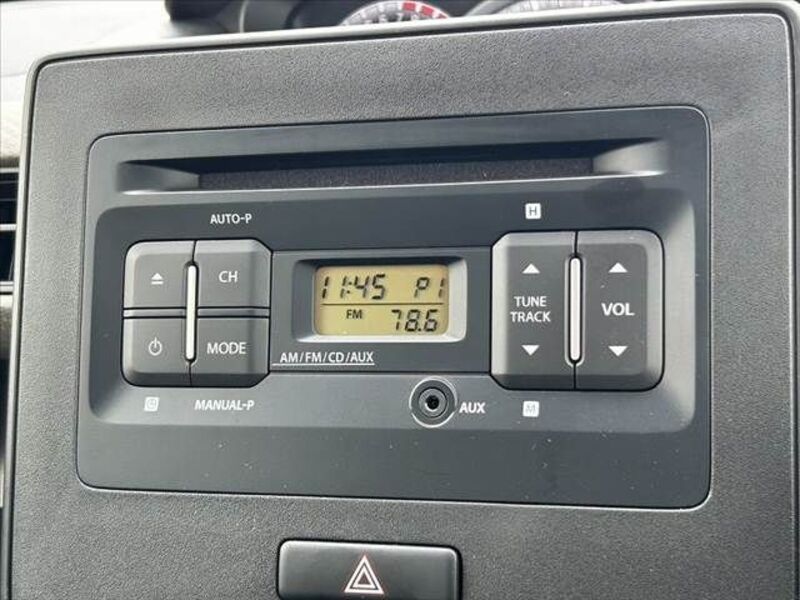 AUTO-P
H
CH
MODE
11:45 P1
FM 78.6
AM/FM/CD/AUX
TUNE
TRACK
VOL
MANUAL-P
AUX
M